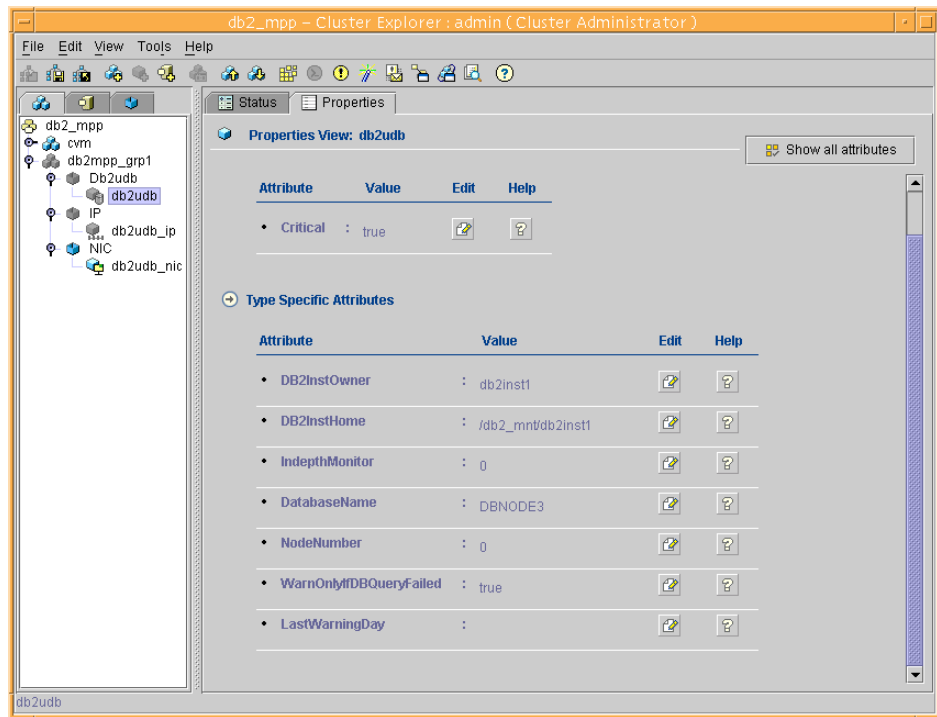 db2_mpp – Cluster Explorer : admin ( Cluster Administrator )
File Edit View Tools Help
db2_mpp
cvm
db2mpp_grp1
Db2udb
db2udb
IP
db2udb_ip
NIC
db2udb_nic
Status Properties
Properties View: db2udb
Show all attributes
Attribute Value Edit Help
• Critical : true
Type Specific Attributes
Attribute Value Edit Help
• DB2InstOwner : db2inst1
• DB2InstHome : /db2_mnt/db2inst1
• IndepthMonitor : 0
• DatabaseName : DBNODE3
• NodeNumber : 0
• WarnOnlyIfDBQueryFailed : true
• LastWarningDay :
db2udb